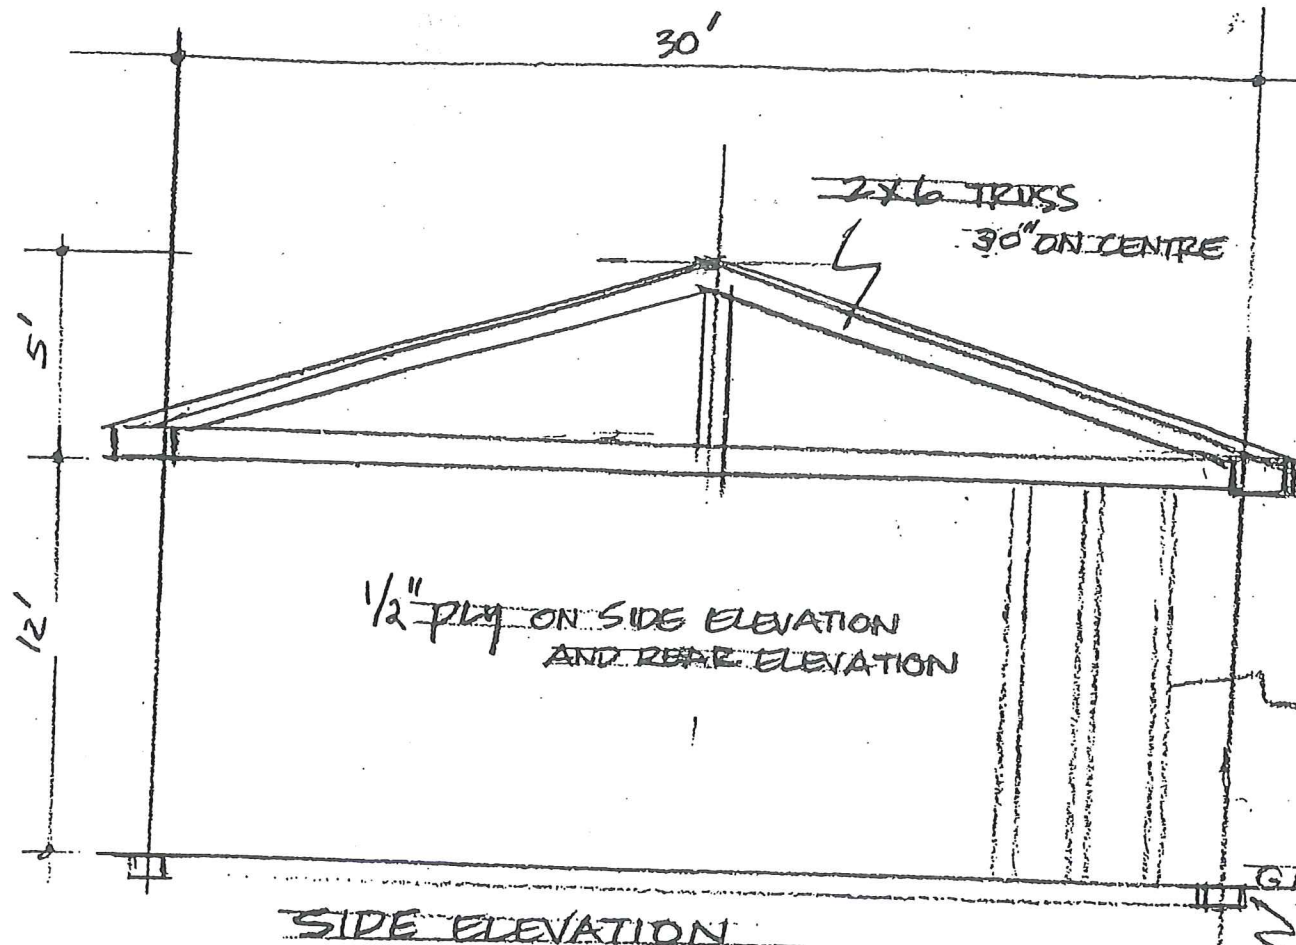 30'
2x6 TRUSS
30" ON CENTRE
5'
12'
1/2" PLY ON SIDE ELEVATION
AND REAR ELEVATION
SIDE ELEVATION